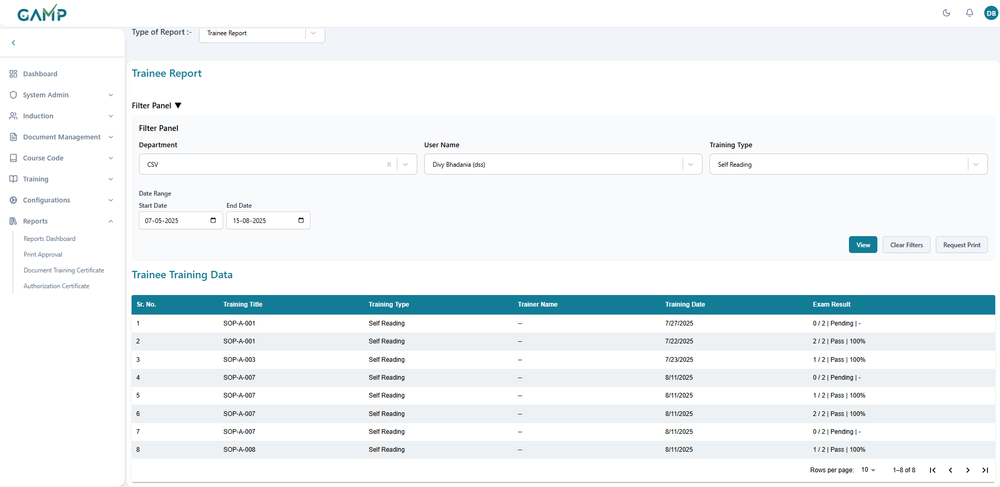 GAMP
DB
Type of Report :- Trainee Report
Dashboard
System Admin
Induction
Document Management
Course Code
Training
Configurations
Reports
Reports Dashboard
Print Approval
Document Training Certificate
Authorization Certificate
Trainee Report
Filter Panel ▼
Filter Panel
Department User Name Training Type
CSV Divy Bhadania (dss) Self Reading
Date Range
Start Date End Date
07-05-2025 15-08-2025
View Clear Filters Request Print
Trainee Training Data
Sr. No. Training Title Training Type Trainer Name Training Date Exam Result
1 SOP-A-001 Self Reading -- 7/27/2025 0 / 2 | Pending | -
2 SOP-A-001 Self Reading -- 7/22/2025 2 / 2 | Pass | 100%
3 SOP-A-003 Self Reading -- 7/23/2025 1 / 2 | Pass | 100%
4 SOP-A-007 Self Reading -- 8/11/2025 0 / 2 | Pending | -
5 SOP-A-007 Self Reading -- 8/11/2025 1 / 2 | Pass | 100%
6 SOP-A-007 Self Reading -- 8/11/2025 2 / 2 | Pass | 100%
7 SOP-A-007 Self Reading -- 8/11/2025 0 / 2 | Pending | -
8 SOP-A-008 Self Reading -- 8/11/2025 1 / 2 | Pass | 100%
Rows per page: 10 1–8 of 8